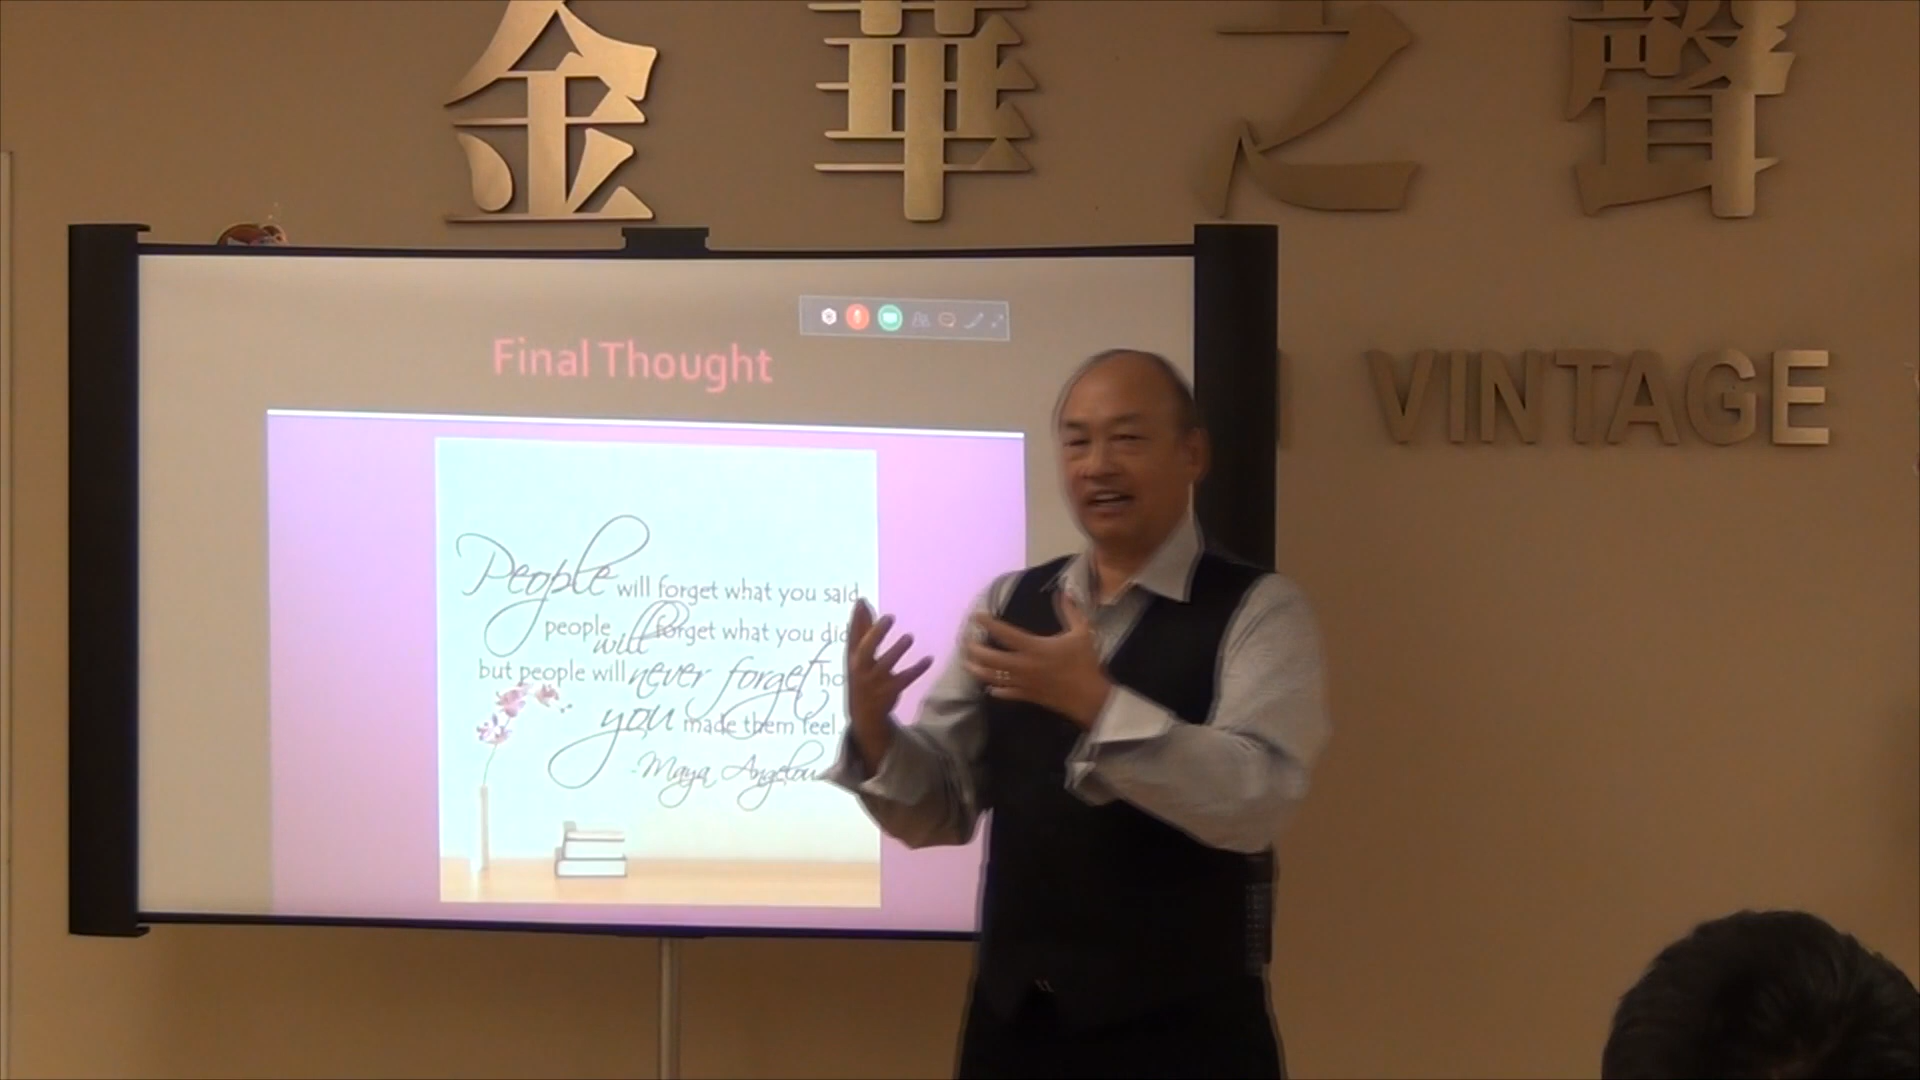 金華之聲
VINTAGE
Final Thought
People will forget what you said,
people will forget what you did
but people will never forget ho
you made them feel.
-Maya Angelou